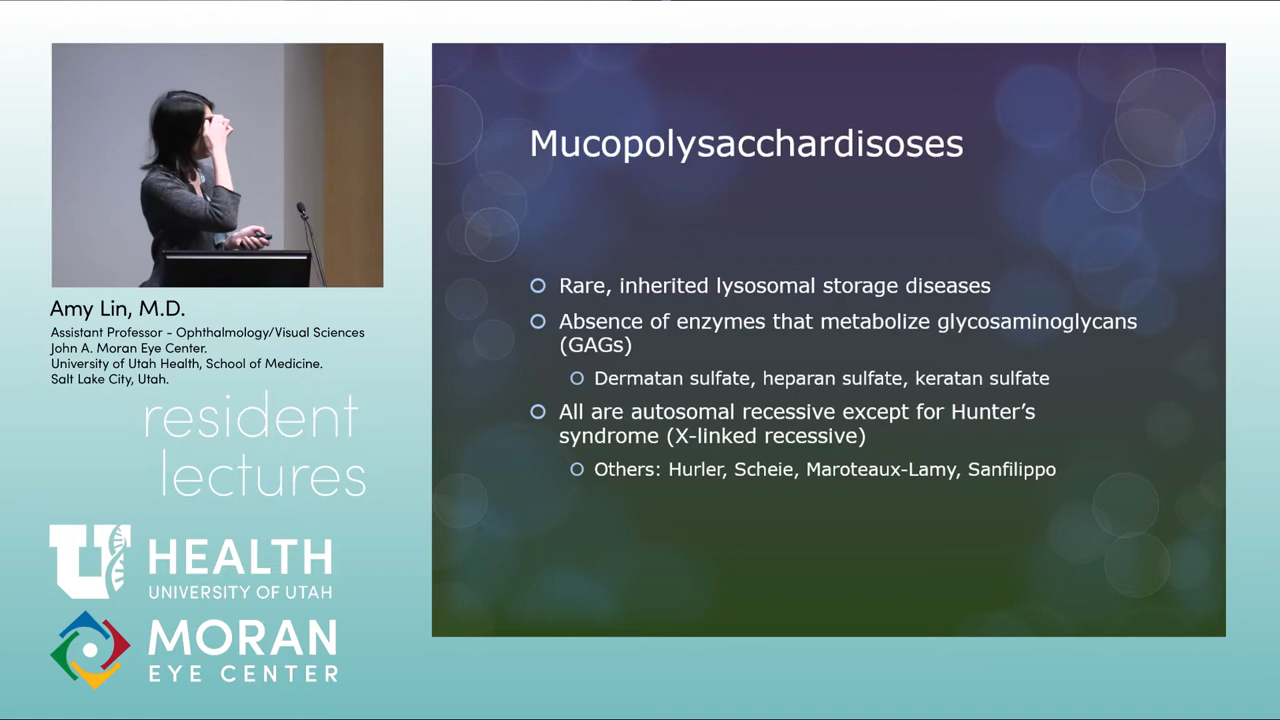 Amy Lin, M.D.
Assistant Professor - Ophthalmology/Visual Sciences
John A. Moran Eye Center.
University of Utah Health, School of Medicine.
Salt Lake City, Utah.
resident
lectures
U HEALTH
UNIVERSITY OF UTAH
MORAN
EYE CENTER
Mucopolysacchardisoses
Rare, inherited lysosomal storage diseases
Absence of enzymes that metabolize glycosaminoglycans
(GAGs)
Dermatan sulfate, heparan sulfate, keratan sulfate
All are autosomal recessive except for Hunter's
syndrome (X-linked recessive)
Others: Hurler, Scheie, Maroteaux-Lamy, Sanfilippo